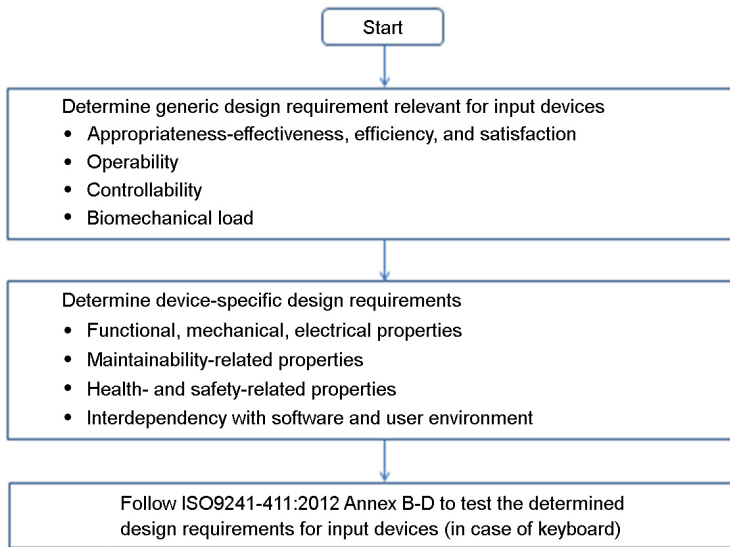 Start
Determine generic design requirement relevant for input devices
• Appropriateness-effectiveness, efficiency, and satisfaction
• Operability
• Controllability
• Biomechanical load
Determine device-specific design requirements
• Functional, mechanical, electrical properties
• Maintainability-related properties
• Health- and safety-related properties
• Interdependency with software and user environment
Follow ISO9241-411:2012 Annex B-D to test the determined
design requirements for input devices (in case of keyboard)